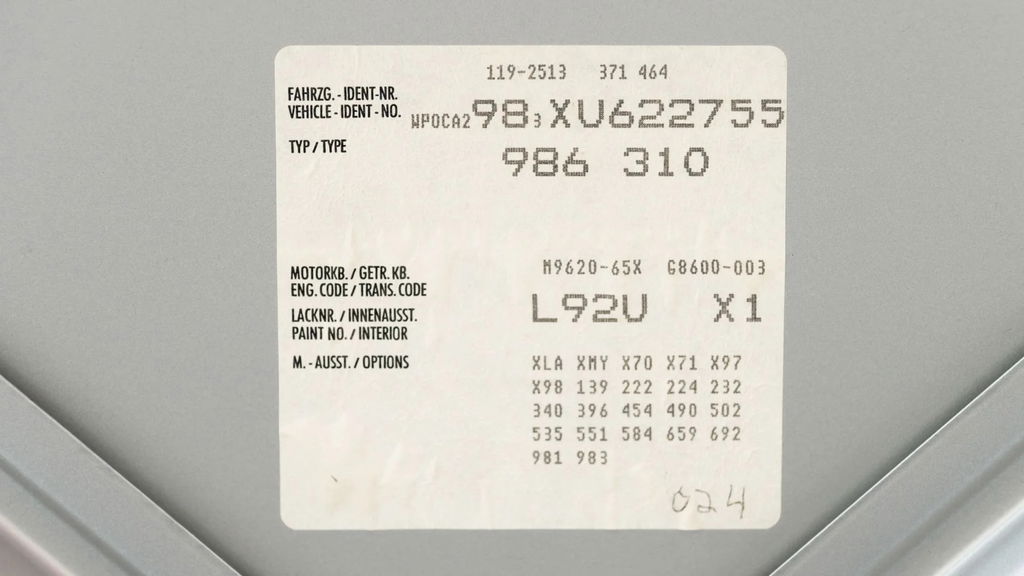 119-2513 371 464
FAHRZG. - IDENT-NR.
VEHICLE - IDENT - NO. WP0CA2983XU622755
TYP / TYPE 986 310
MOTORKB. / GETR. KB. M9620-65X G8600-003
ENG. CODE / TRANS. CODE
LACKNR. / INNENAUSST. L92U X1
PAINT NO. / INTERIOR
M. - AUSST. / OPTIONS XLA XMY X70 X71 X97
X98 139 222 224 232
340 396 454 490 502
535 551 584 659 692
981 983
024